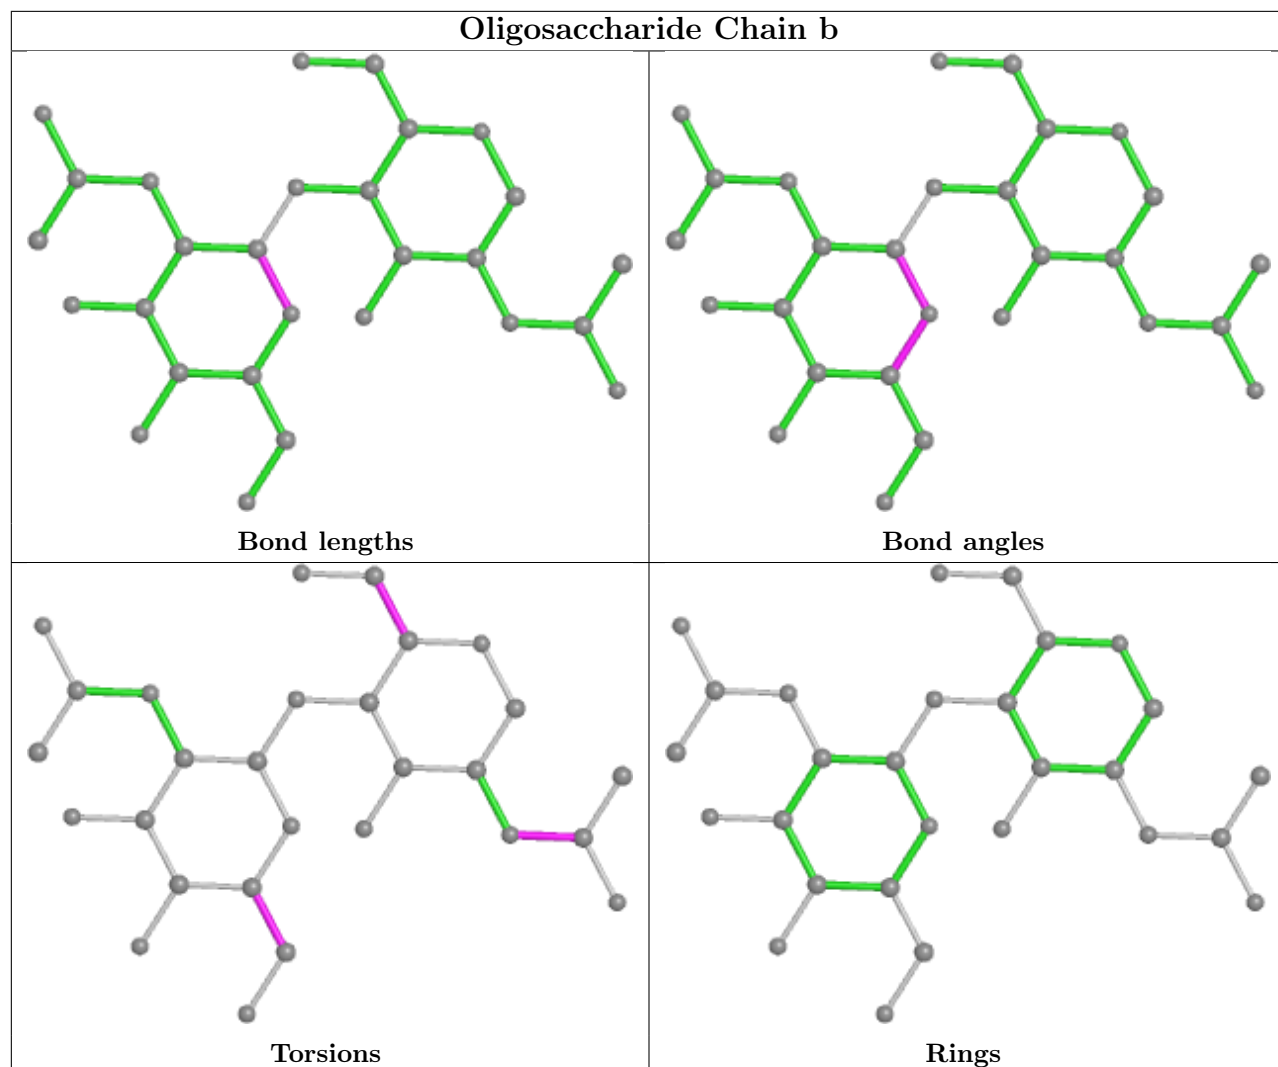 Oligosaccharide Chain b
Bond lengths
Bond angles
Torsions
Rings